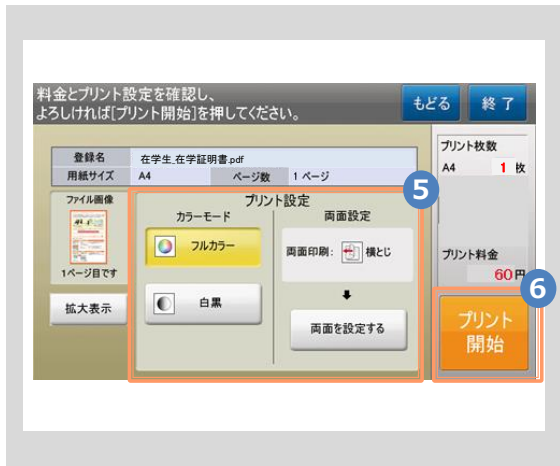 料金とプリント設定を確認し、
よろしければ[プリント開始]を押してください。
もどる
終了
登録名
在学生_在学証明書.pdf
用紙サイズ
A4
ページ数
1 ページ
プリント枚数
A4
1 枚
ファイル画像
1ページ目です
拡大表示
5
プリント設定
カラーモード
フルカラー
白黒
両面設定
両面印刷:
横とじ
両面を設定する
プリント料金
60円
6
プリント
開始